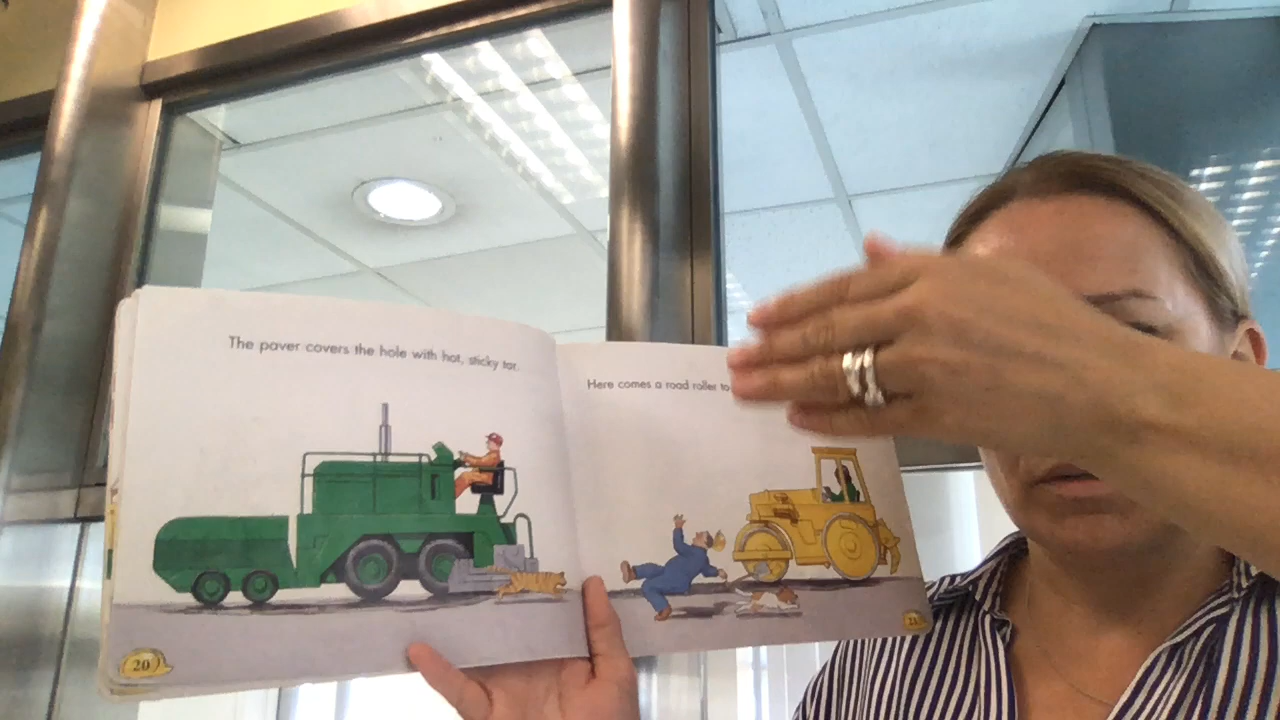 The paver covers the hole with hot, sticky tar.
Here comes a road roller to
20
21